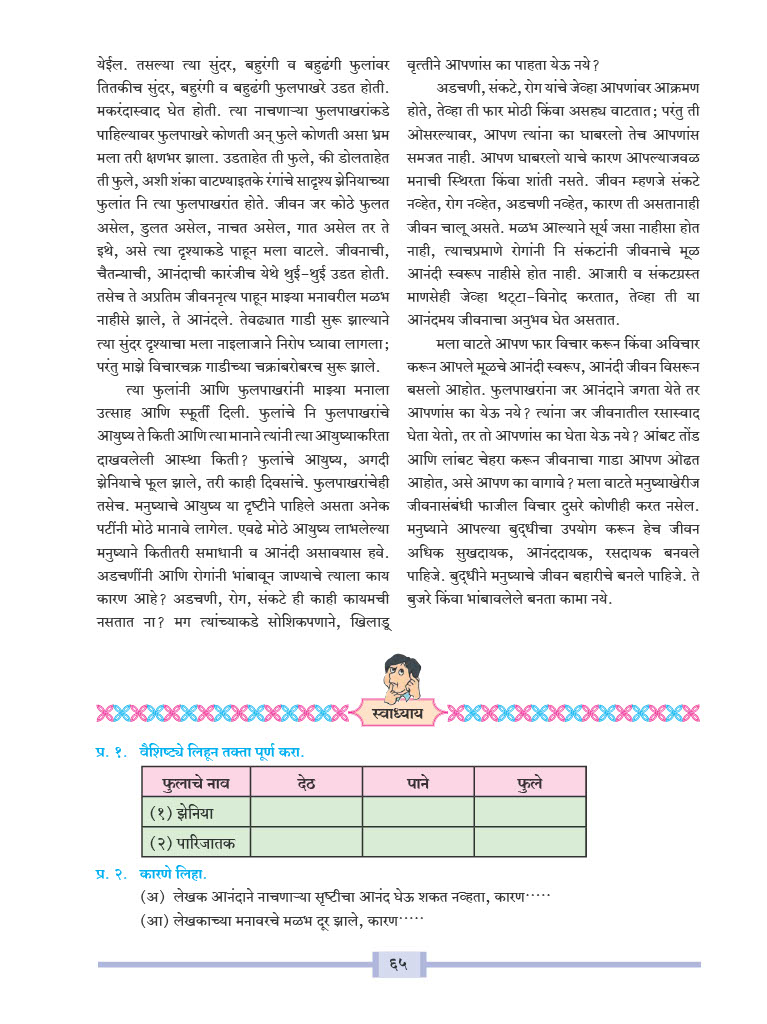 येईल. तसल्या त्या सुंदर, बहुरंगी व बहुढंगी फुलांवर
तितकीच सुंदर, बहुरंगी व बहुढंगी फुलपाखरे उडत होती.
मकरंदास्वाद घेत होती. त्या नाचणाऱ्या फुलपाखरांकडे
पाहिल्यावर फुलपाखरे कोणती अन् फुले कोणती असा भ्रम
मला तरी क्षणभर झाला. उडताहेत ती फुले, की डोलताहेत
ती फुले, अशी शंका वाटण्याइतके रंगांचे सादृश्य झेनियाच्या
फुलांत नि त्या फुलपाखरांत होते. जीवन जर कोठे फुलत
असेल, डुलत असेल, नाचत असेल, गात असेल तर ते
इथे, असे त्या दृश्याकडे पाहून मला वाटले. जीवनाची,
चैतन्याची, आनंदाची कारंजीच येथे थुई-थुई उडत होती.
तसेच ते अप्रतिम जीवननृत्य पाहून माझ्या मनावरील मळभ
नाहीसे झाले, ते आनंदले. तेवढ्यात गाडी सुरू झाल्याने
त्या सुंदर दृश्याचा मला नाइलाजाने निरोप घ्यावा लागला;
परंतु माझे विचारचक्र गाडीच्या चक्रांबरोबरच सुरू झाले.
त्या फुलांनी आणि फुलपाखरांनी माझ्या मनाला
उत्साह आणि स्फूर्ती दिली. फुलांचे नि फुलपाखरांचे
आयुष्य ते किती आणि त्या मानाने त्यांनी त्या आयुष्याकरिता
दाखवलेली आस्था किती? फुलांचे आयुष्य, अगदी
झेनियाचे फूल झाले, तरी काही दिवसांचे. फुलपाखरांचेही
तसेच. मनुष्याचे आयुष्य या दृष्टीने पाहिले असता अनेक
पटींनी मोठे मानावे लागेल. एवढे मोठे आयुष्य लाभलेल्या
मनुष्याने कितीतरी समाधानी व आनंदी असावयास हवे.
अडचणींनी आणि रोगांनी भांबावून जाण्याचे त्याला काय
कारण आहे? अडचणी, रोग, संकटे ही काही कायमची
नसतात ना? मग त्यांच्याकडे सोशिकपणाने, खिलाडू
वृत्तीने आपणांस का पाहता येऊ नये?
अडचणी, संकटे, रोग यांचे जेव्हा आपणांवर आक्रमण
होते, तेव्हा ती फार मोठी किंवा असह्य वाटतात; परंतु ती
ओसरल्यावर, आपण त्यांना का घाबरलो तेच आपणांस
समजत नाही. आपण घाबरलो याचे कारण आपल्याजवळ
मनाची स्थिरता किंवा शांती नसते. जीवन म्हणजे संकटे
नव्हेत, रोग नव्हेत, अडचणी नव्हेत, कारण ती असतानाही
जीवन चालू असते. मळभ आल्याने सूर्य जसा नाहीसा होत
नाही, त्याचप्रमाणे रोगांनी नि संकटांनी जीवनाचे मूळ
आनंदी स्वरूप नाहीसे होत नाही. आजारी व संकटग्रस्त
माणसेही जेव्हा थट्टा-विनोद करतात, तेव्हा ती या
आनंदमय जीवनाचा अनुभव घेत असतात.
मला वाटते आपण फार विचार करून किंवा अविचार
करून आपले मूळचे आनंदी स्वरूप, आनंदी जीवन विसरून
बसलो आहोत. फुलपाखरांना जर आनंदाने जगता येते तर
आपणांस का येऊ नये? त्यांना जर जीवनातील रसास्वाद
घेता येतो, तर तो आपणांस का घेता येऊ नये? आंबट तोंड
आणि लांबट चेहरा करून जीवनाचा गाडा आपण ओढत
आहोत, असे आपण का वागावे? मला वाटते मनुष्याखेरीज
जीवनासंबंधी फाजील विचार दुसरे कोणीही करत नसेल.
मनुष्याने आपल्या बुद्धीचा उपयोग करून हेच जीवन
अधिक सुखदायक, आनंददायक, रसदायक बनवले
पाहिजे. बुद्धीने मनुष्याचे जीवन बहारीचे बनले पाहिजे. ते
बुजरे किंवा भांबावलेले बनता कामा नये.
स्वाध्याय
प्र. १. वैशिष्ट्ये लिहून तक्ता पूर्ण करा.
फुलाचे नाव देठ पाने फुले
(१) झेनिया
(२) पारिजातक
प्र. २. कारणे लिहा.
(अ) लेखक आनंदाने नाचणाऱ्या सृष्टीचा आनंद घेऊ शकत नव्हता, कारण.....
(आ) लेखकाच्या मनावरचे मळभ दूर झाले, कारण.....
६५